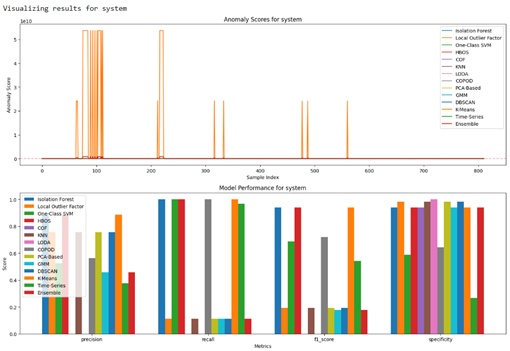 Visualizing results for system
Anomaly Scores for system
1e10
5
4
3
2
1
0
Anomaly Score
0
100
200
300
400
500
600
700
800
Sample Index
Isolation Forest
Local Outlier Factor
One-Class SVM
HBOS
COF
KNN
LODA
COPOD
PCA-Based
GMM
DBSCAN
K-Means
Time-Series
Ensemble
Model Performance for system
1.0
0.8
0.6
0.4
0.2
0.0
Score
Isolation Forest
Local Outlier Factor
One-Class SVM
HBOS
COF
KNN
LODA
COPOD
PCA-Based
GMM
DBSCAN
K-Means
Time-Series
Ensemble
precision
recall
f1_score
specificity
Metrics